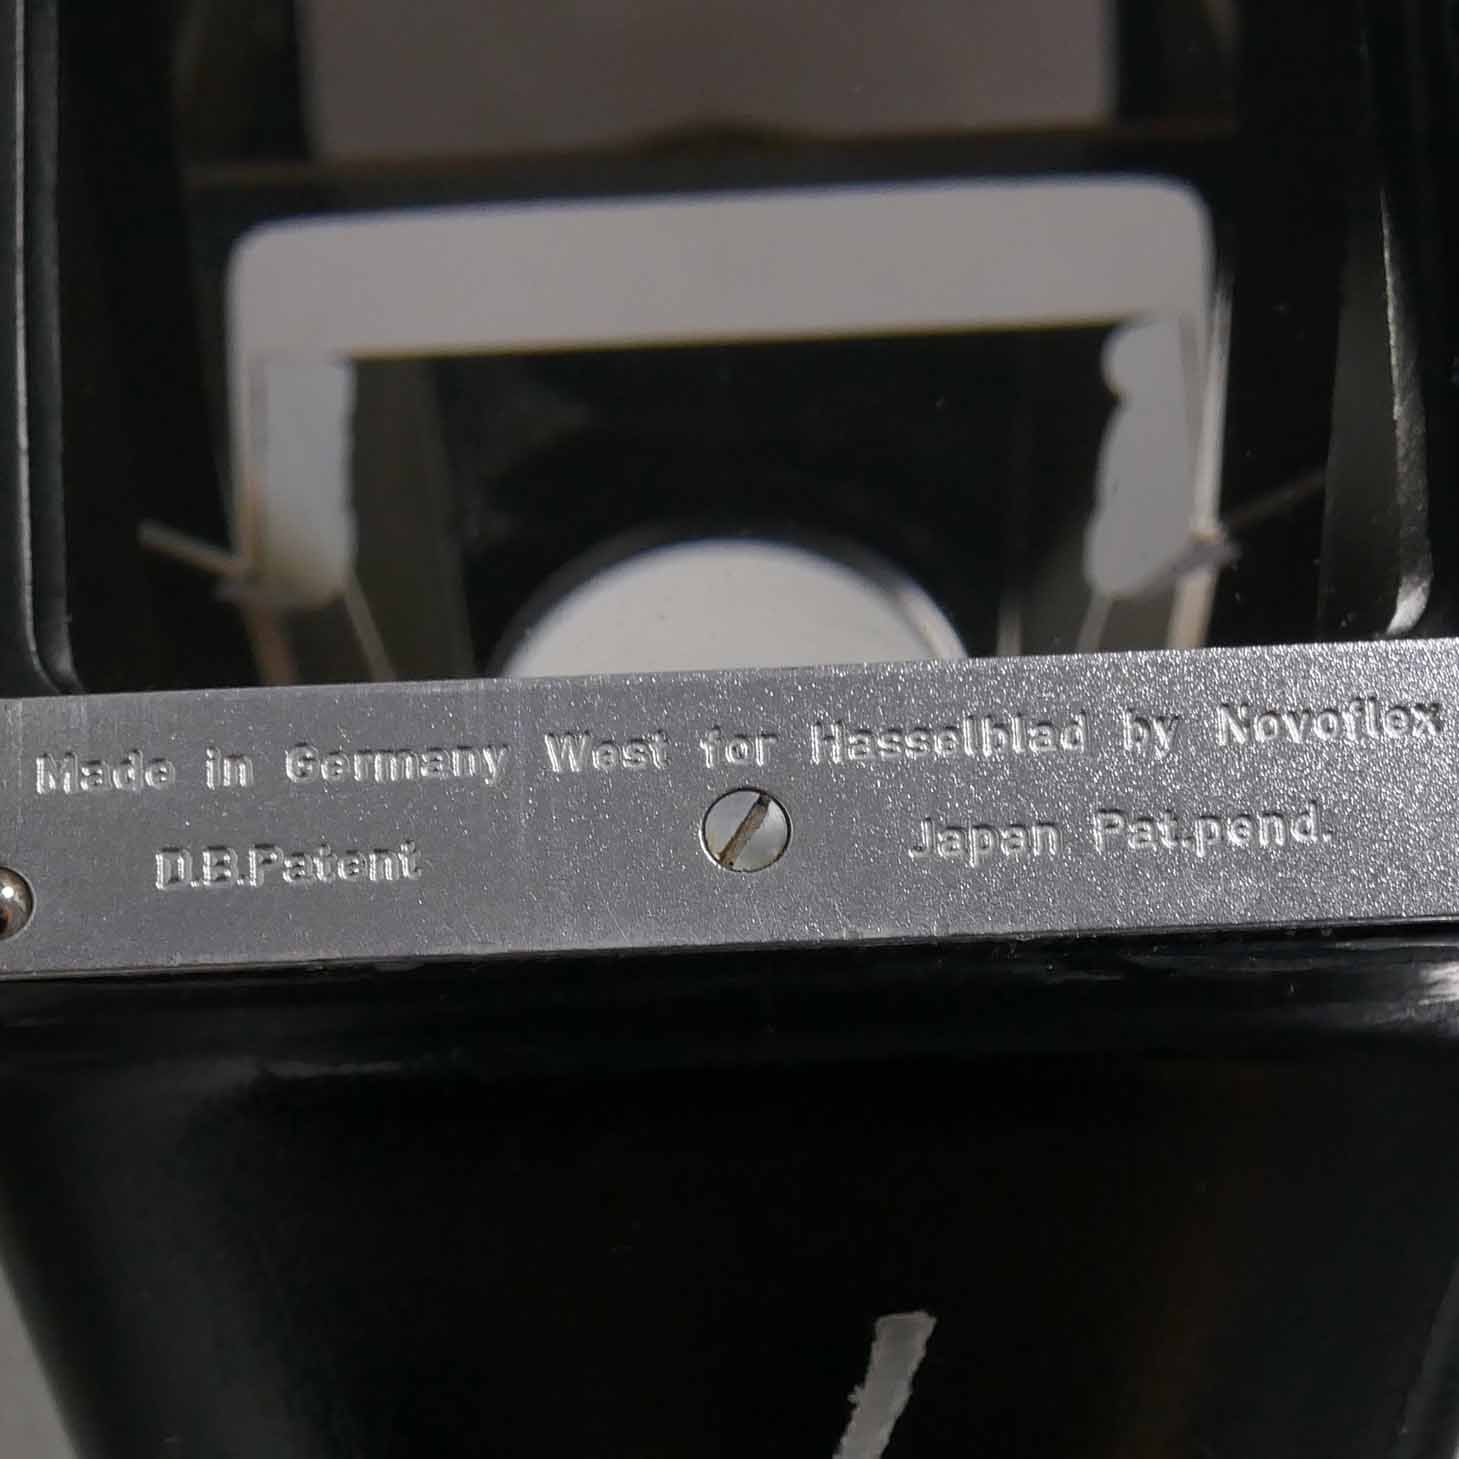 Made in Germany West for Hasselblad by Novoflex
D.B.Patent Japan Pat.pend.